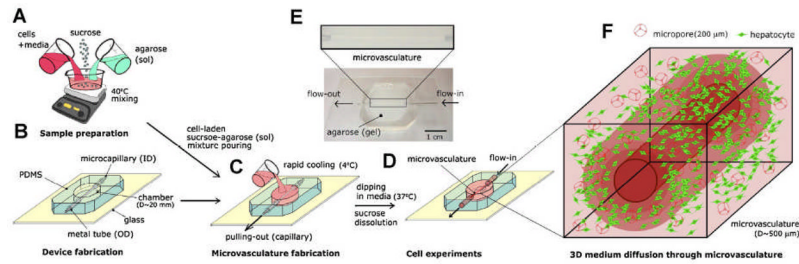 A
cells
+media
sucrose
agarose
(sol)
40ºC
mixing
Sample preparation
B
microcapillary (ID)
PDMS
chamber
(D~20 mm)
glass
metal tube (OD)
Device fabrication
cell-laden
sucrsoe-agarose (sol)
mixture pouring
C
rapid cooling (4ºC)
pulling-out (capillary)
Microvasculature fabrication
dipping
in media (37ºC)
sucrose
dissolution
D
microvasculature
flow-in
Cell experiments
E
microvasculature
flow-out
flow-in
agarose (gel)
1 cm
F
micropore(200 µm)
hepatocyte
microvasculature
(D~500 µm)
3D medium diffusion through microvasculature